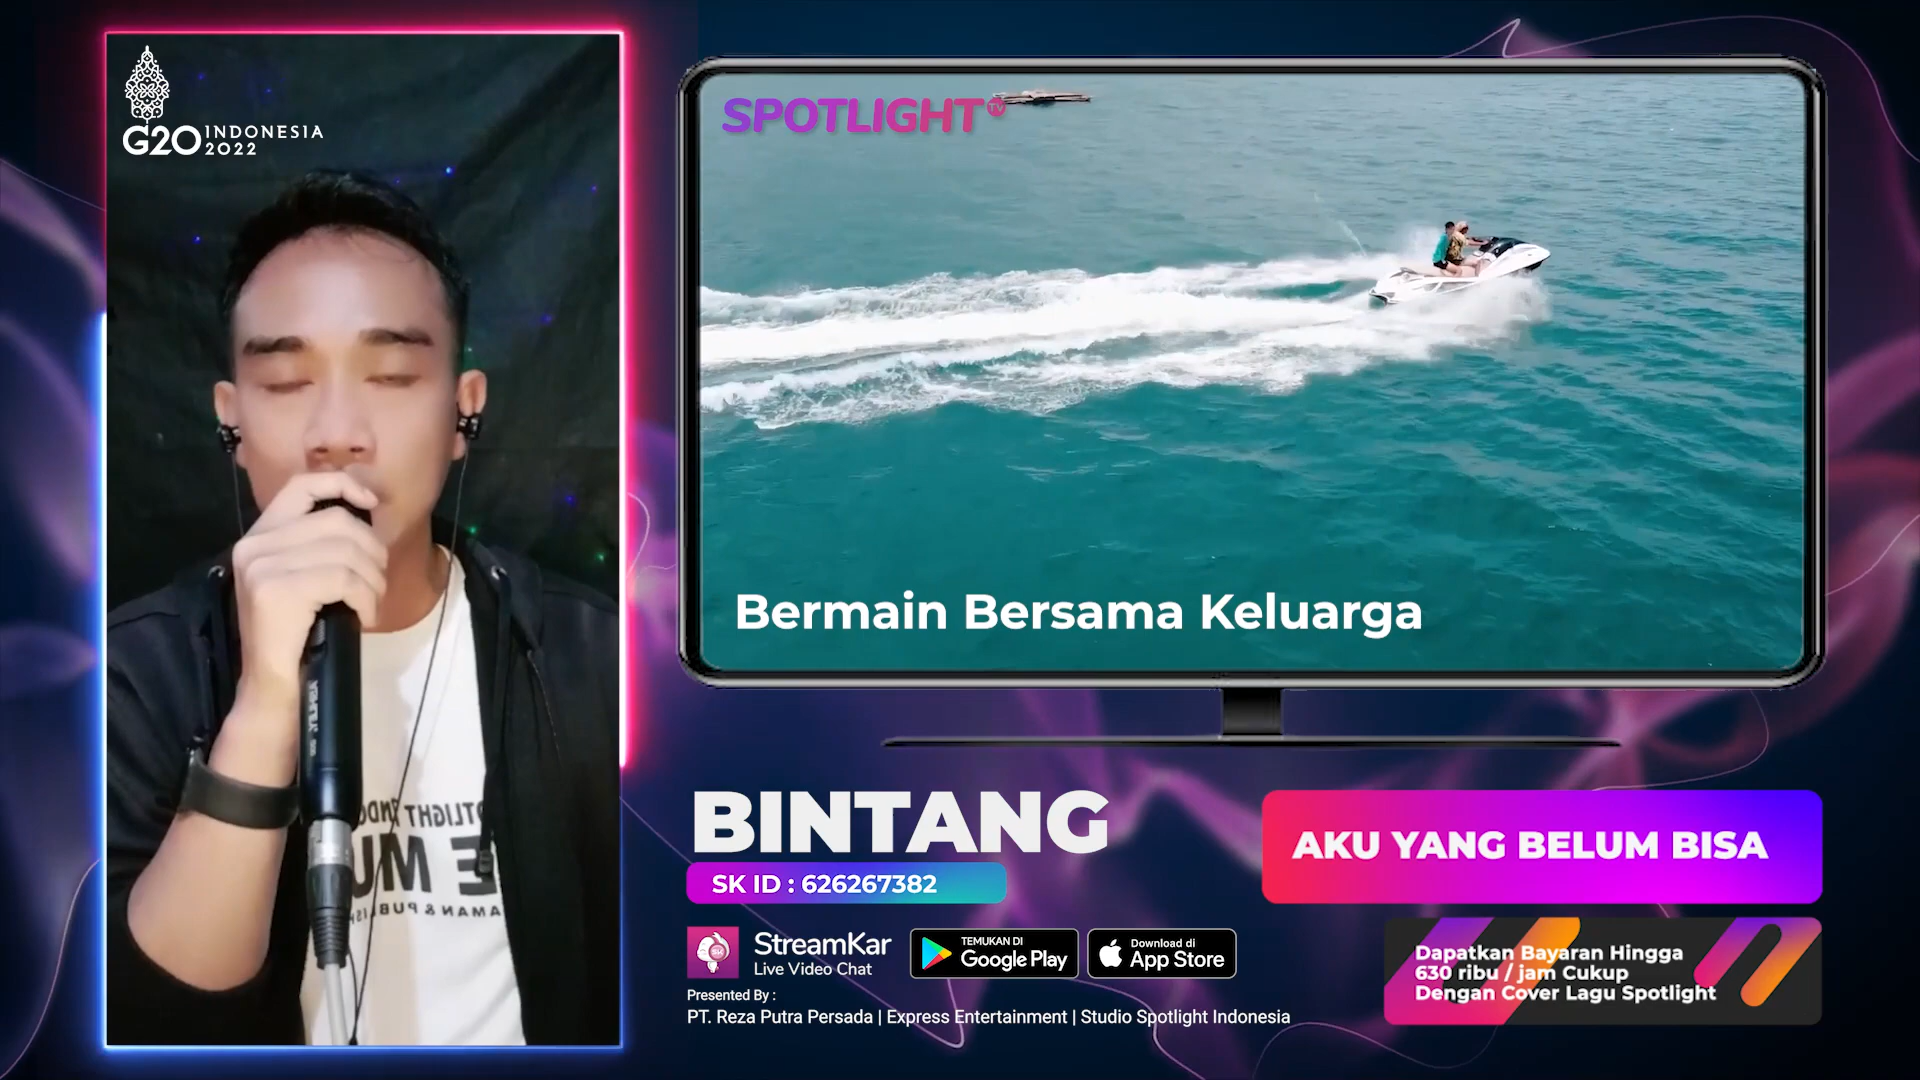 G20 INDONESIA
2022
SPOTLIGHT TV
Bermain Bersama Keluarga
BINTANG
SK ID : 626267382
AKU YANG BELUM BISA
StreamKar
Live Video Chat
TEMUKAN DI
Google Play
Download di
App Store
Dapatkan Bayaran Hingga
630 ribu / jam Cukup
Dengan Cover Lagu Spotlight
Presented By :
PT. Reza Putra Persada | Express Entertainment | Studio Spotlight Indonesia